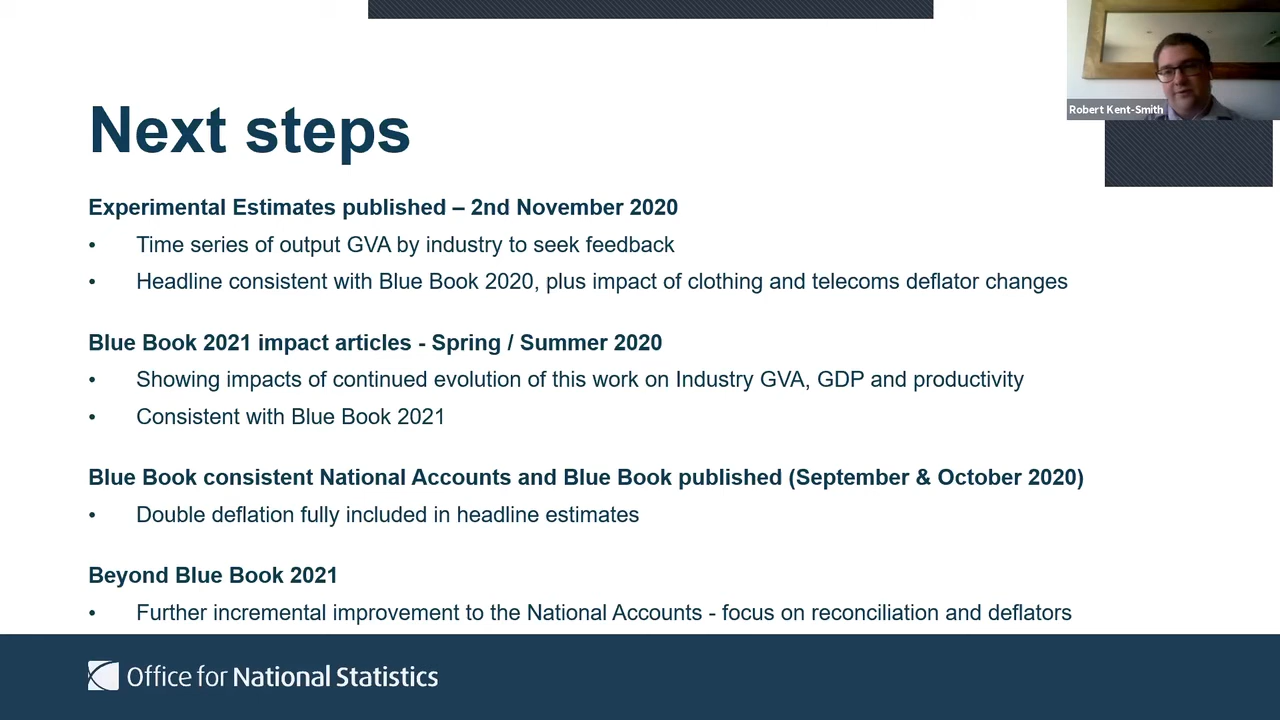 Robert Kent-Smith
Next steps
Experimental Estimates published – 2nd November 2020
• Time series of output GVA by industry to seek feedback
• Headline consistent with Blue Book 2020, plus impact of clothing and telecoms deflator changes
Blue Book 2021 impact articles - Spring / Summer 2020
• Showing impacts of continued evolution of this work on Industry GVA, GDP and productivity
• Consistent with Blue Book 2021
Blue Book consistent National Accounts and Blue Book published (September & October 2020)
• Double deflation fully included in headline estimates
Beyond Blue Book 2021
• Further incremental improvement to the National Accounts - focus on reconciliation and deflators
Office for National Statistics